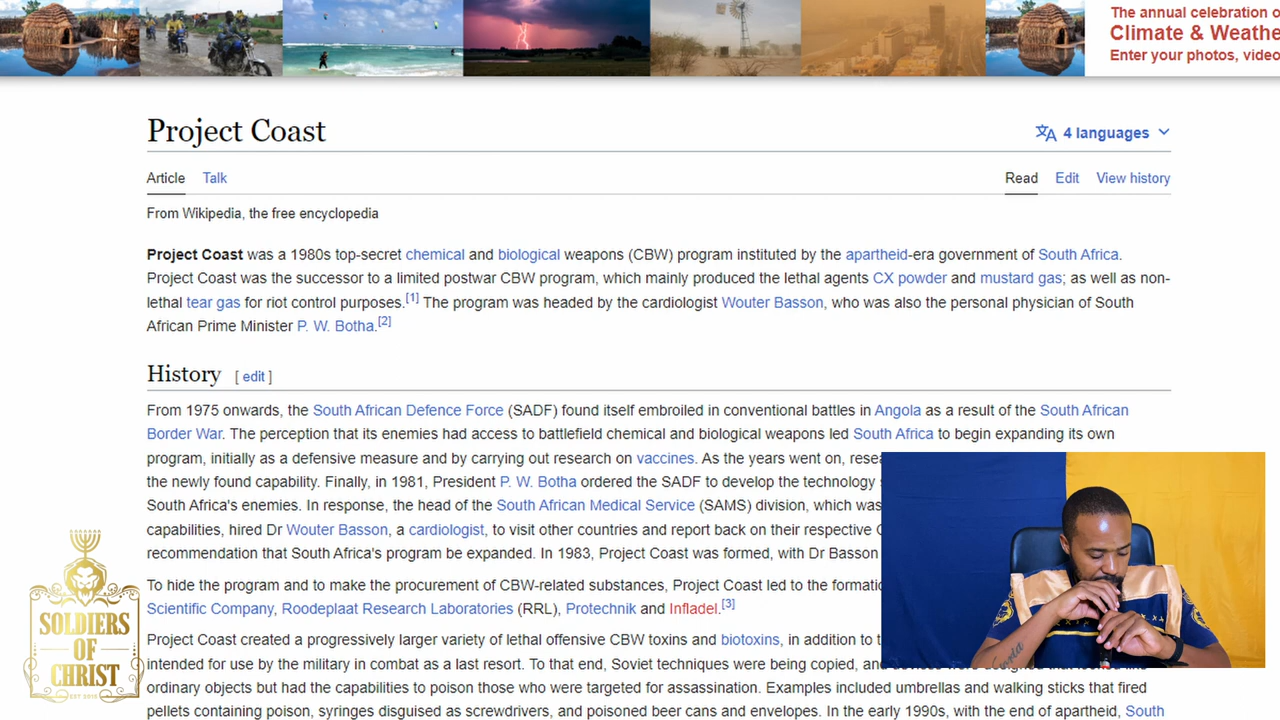 The annual celebration o
Climate & Weathe
Enter your photos, video
Project Coast
4 languages
Article Talk
Read Edit View history
From Wikipedia, the free encyclopedia
Project Coast was a 1980s top-secret chemical and biological weapons (CBW) program instituted by the apartheid-era government of South Africa.
Project Coast was the successor to a limited postwar CBW program, which mainly produced the lethal agents CX powder and mustard gas; as well as non-
lethal tear gas for riot control purposes.[1] The program was headed by the cardiologist Wouter Basson, who was also the personal physician of South
African Prime Minister P. W. Botha.[2]
History [ edit ]
From 1975 onwards, the South African Defence Force (SADF) found itself embroiled in conventional battles in Angola as a result of the South African
Border War. The perception that its enemies had access to battlefield chemical and biological weapons led South Africa to begin expanding its own
program, initially as a defensive measure and by carrying out research on vaccines. As the years went on, resea
the newly found capability. Finally, in 1981, President P. W. Botha ordered the SADF to develop the technology
South Africa's enemies. In response, the head of the South African Medical Service (SAMS) division, which was
capabilities, hired Dr Wouter Basson, a cardiologist, to visit other countries and report back on their respective
recommendation that South Africa's program be expanded. In 1983, Project Coast was formed, with Dr Basson
To hide the program and to make the procurement of CBW-related substances, Project Coast led to the formatio
Scientific Company, Roodeplaat Research Laboratories (RRL), Protechnik and Infladel.[3]
Project Coast created a progressively larger variety of lethal offensive CBW toxins and biotoxins, in addition to
intended for use by the military in combat as a last resort. To that end, Soviet techniques were being copied, and devices were designed that looked like
ordinary objects but had the capabilities to poison those who were targeted for assassination. Examples included umbrellas and walking sticks that fired
pellets containing poison, syringes disguised as screwdrivers, and poisoned beer cans and envelopes. In the early 1990s, with the end of apartheid, South
SOLDIERS
OF
CHRIST
EST 2015